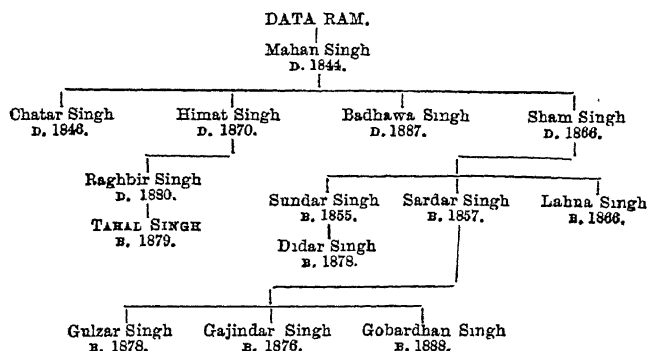 DATA RAM.
Mahan Singh
D. 1844.
Chatar Singh Himat Singh Badhawa Singh Sham Singh
D. 1846. D. 1870. D. 1887. D. 1866.
Raghbir Singh
D. 1880.
Sundar Singh Sardar Singh Lahna Singh
B. 1855. B. 1857. B. 1866.
TAHAL SINGH
B. 1879.
Didar Singh
B. 1878.
Gulzar Singh Gajindar Singh Gobardhan Singh
B. 1878. B. 1876. B. 1888.